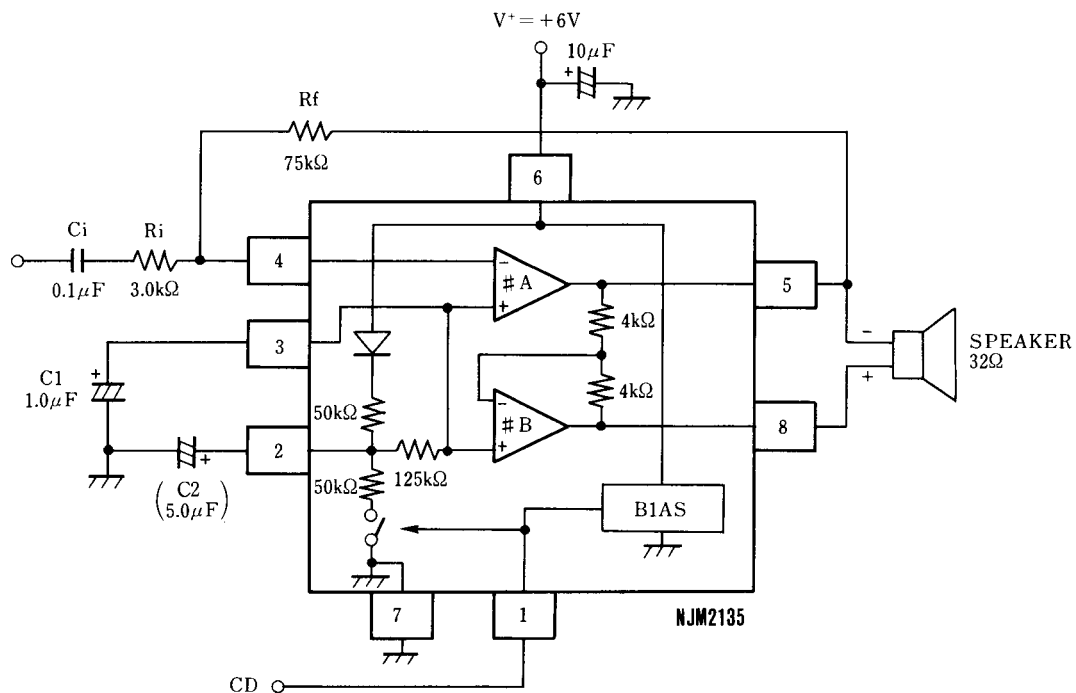 V⁺=+6V
10μF
+
Rf
75kΩ
6
Ci
Ri
0.1μF
3.0kΩ
4
−
#A
+
5
4kΩ
−
SPEAKER
32Ω
+
3
C1
1.0μF
+
50kΩ
4kΩ
−
#B
+
8
2
125kΩ
C2
(5.0μF)
+
50kΩ
B1AS
7
1
NJM2135
CD